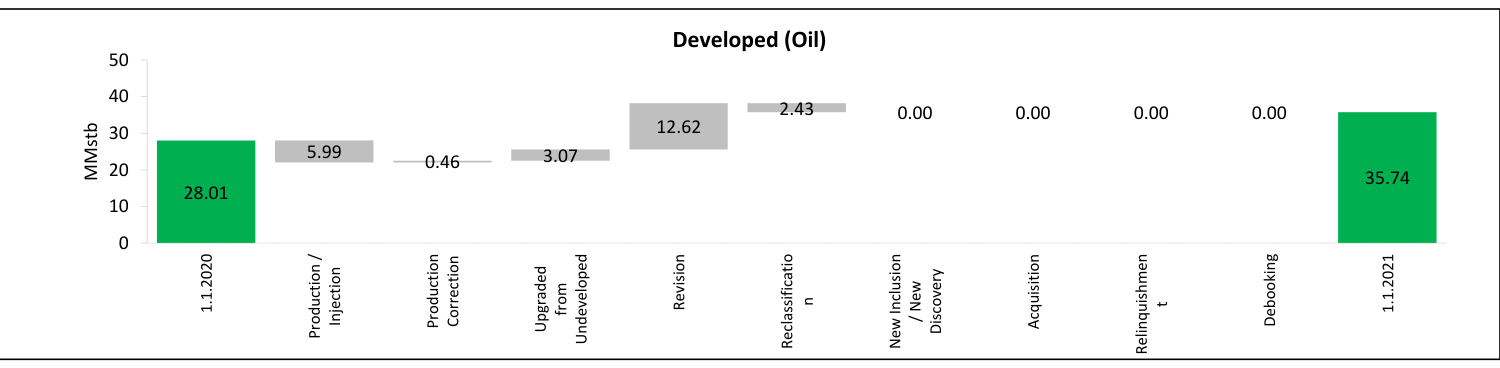 Developed (Oil)
MMstb
50
40
30
20
10
0
28.01
5.99
0.46
3.07
12.62
2.43
0.00
0.00
0.00
0.00
35.74
1.1.2020
Production /
Injection
Production
Correction
Upgraded
from
Undeveloped
Revision
Reclassificatio
n
New Inclusion
/ New
Discovery
Acquisition
Relinquishmen
t
Debooking
1.1.2021